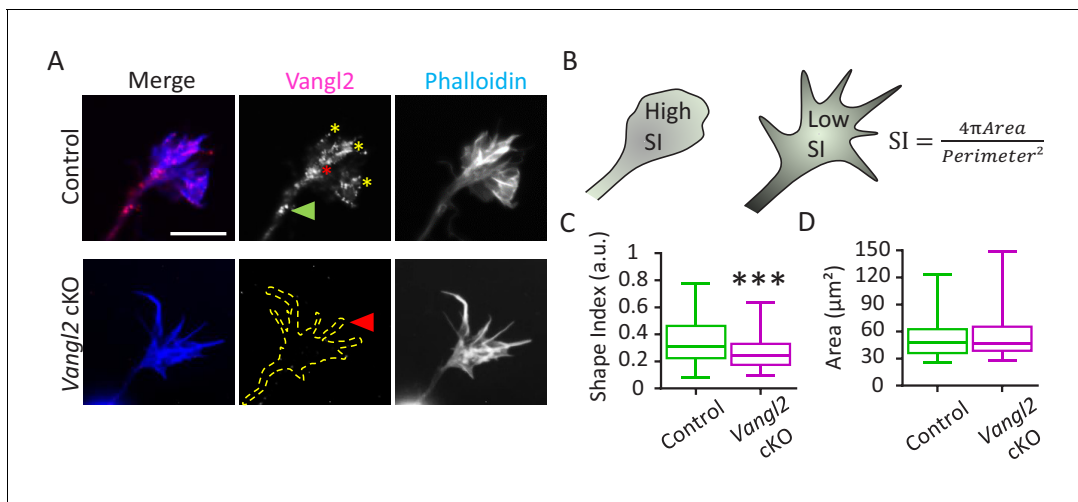 A
Merge
Vangl2
Phalloidin
Control
*
*
*
*
Vangl2 cKO
B
High
SI
Low
SI
SI = 4πArea / Perimeter²
C
Shape Index (a.u.)
1
0.8
0.6
0.4
0.2
0
***
Control
Vangl2
cKO
D
Area (µm²)
150
120
90
60
30
0
Control
Vangl2
cKO